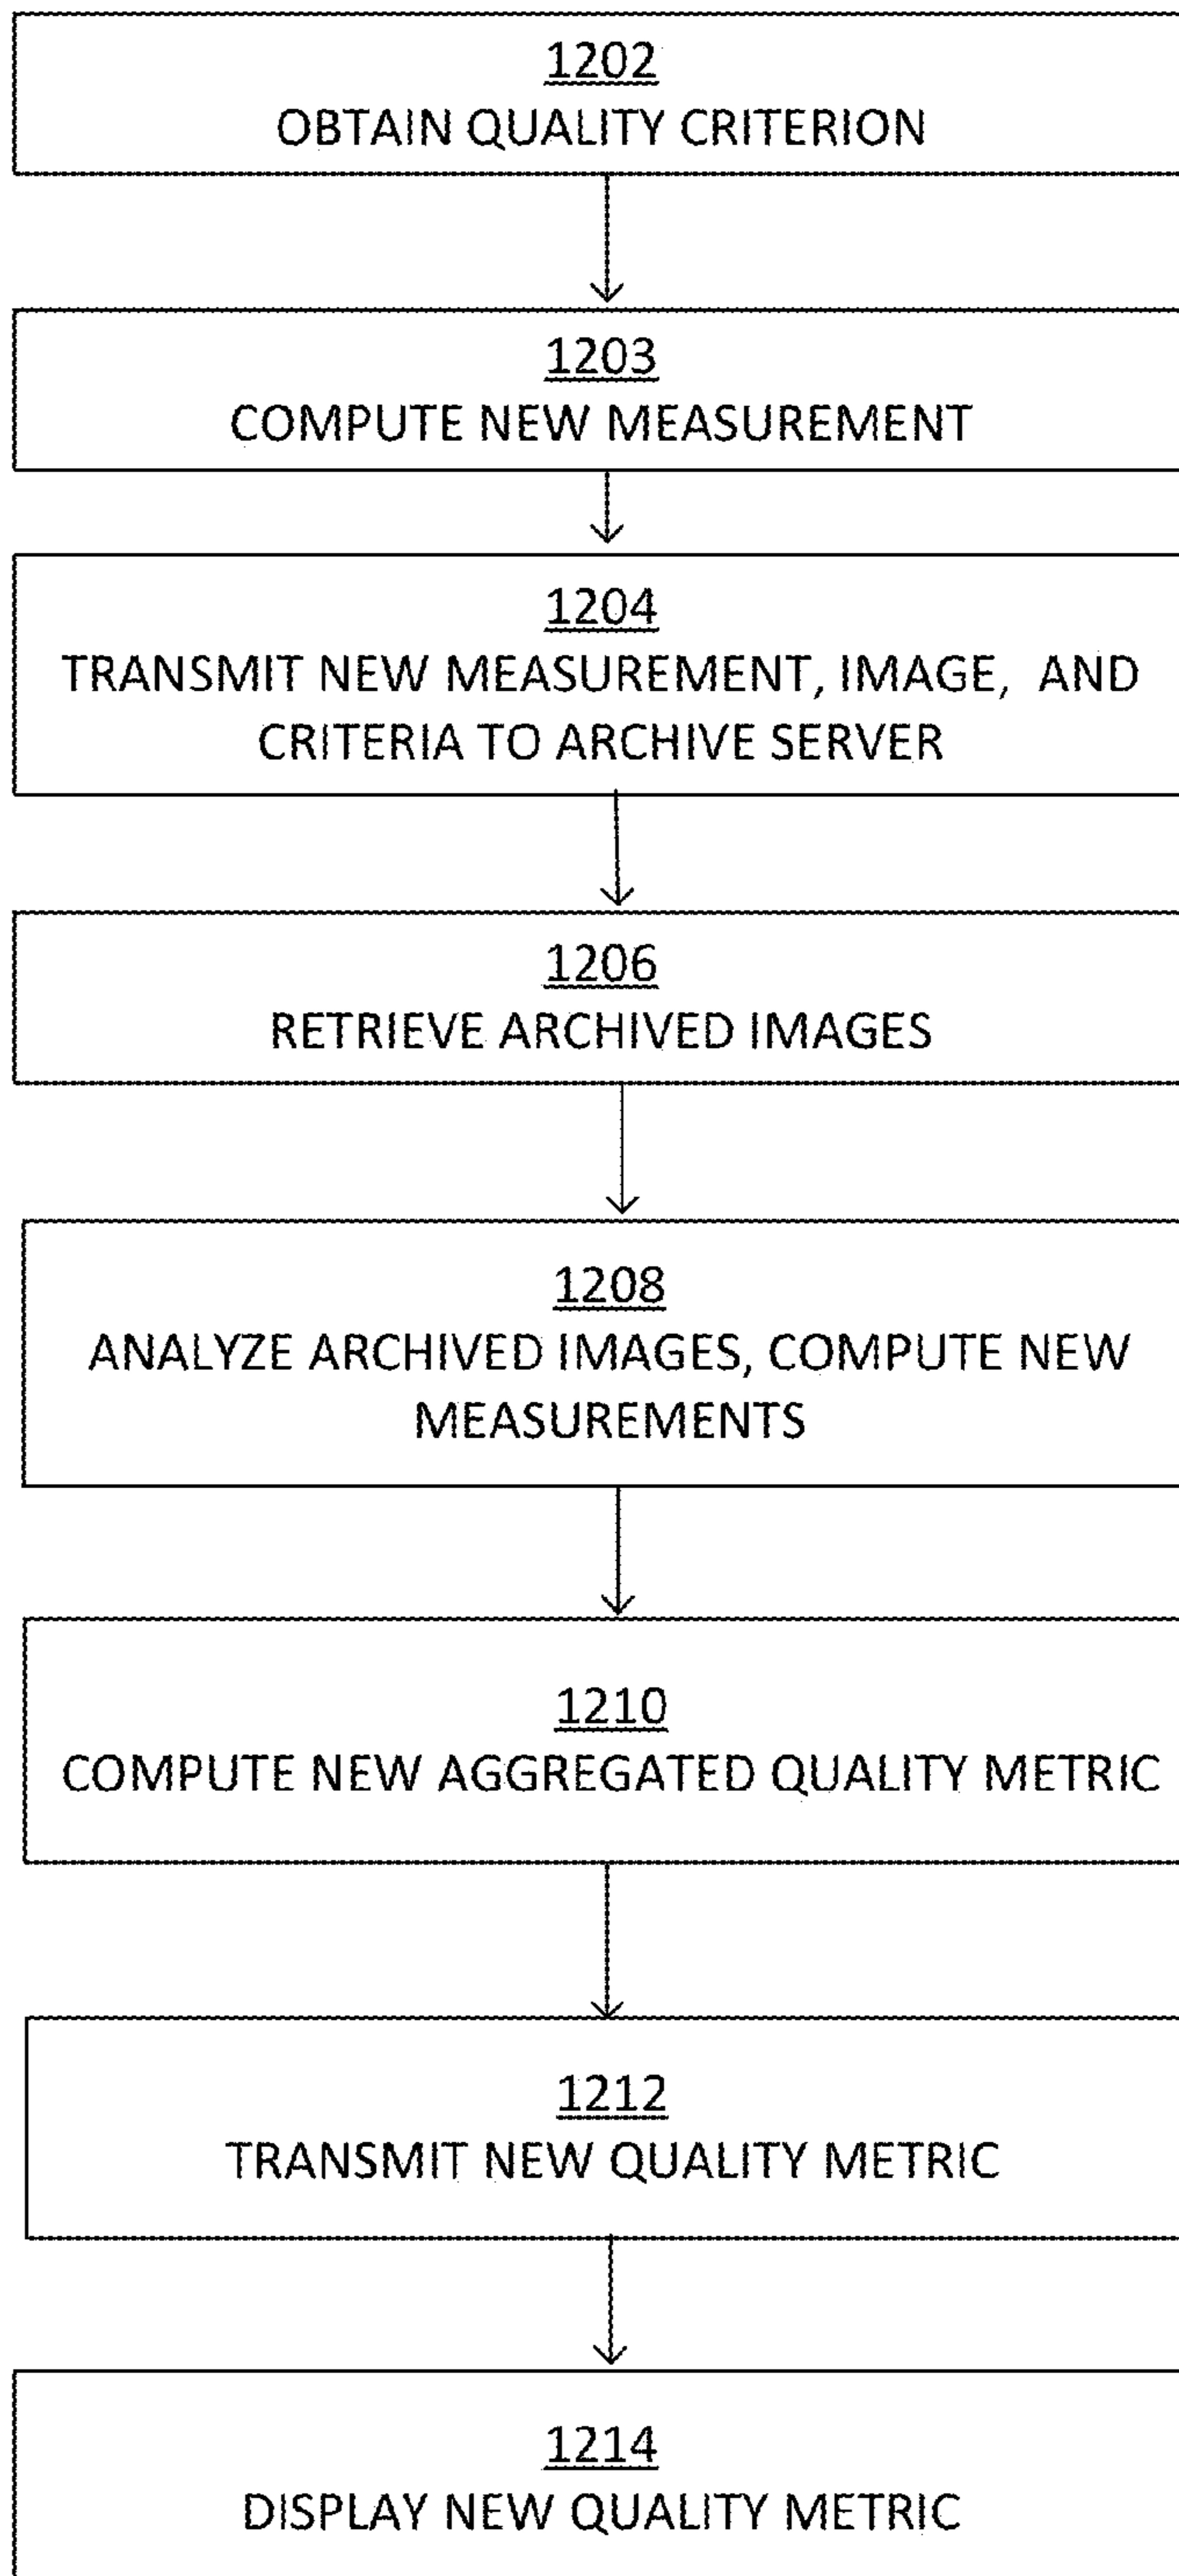 1202
OBTAIN QUALITY CRITERION
1203
COMPUTE NEW MEASUREMENT
1204
TRANSMIT NEW MEASUREMENT, IMAGE, AND
CRITERIA TO ARCHIVE SERVER
1206
RETRIEVE ARCHIVED IMAGES
1208
ANALYZE ARCHIVED IMAGES, COMPUTE NEW
MEASUREMENTS
1210
COMPUTE NEW AGGREGATED QUALITY METRIC
1212
TRANSMIT NEW QUALITY METRIC
1214
DISPLAY NEW QUALITY METRIC